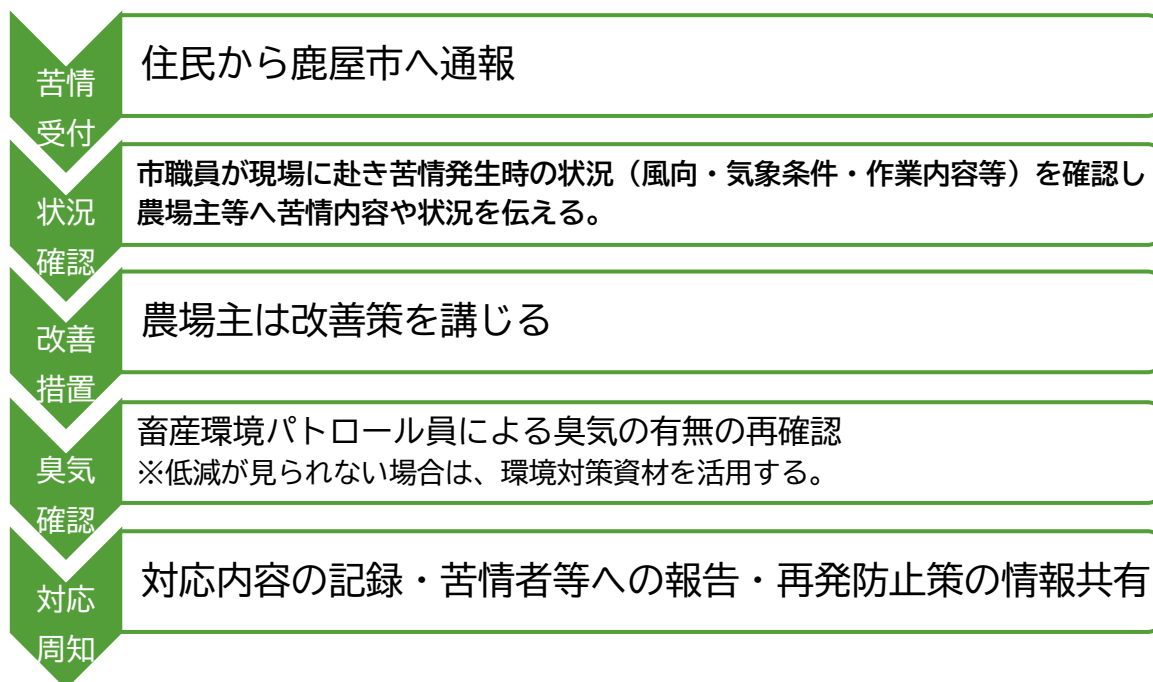 苦情
受付
住民から鹿屋市へ通報
状況
確認
市職員が現場に赴き苦情発生時の状況（風向・気象条件・作業内容等）を確認し
農場主等へ苦情内容や状況を伝える。
改善
措置
農場主は改善策を講じる
臭気
確認
畜産環境パトロール員による臭気の有無の再確認
※低減が見られない場合は、環境対策資材を活用する。
対応
周知
対応内容の記録・苦情者等への報告・再発防止策の情報共有